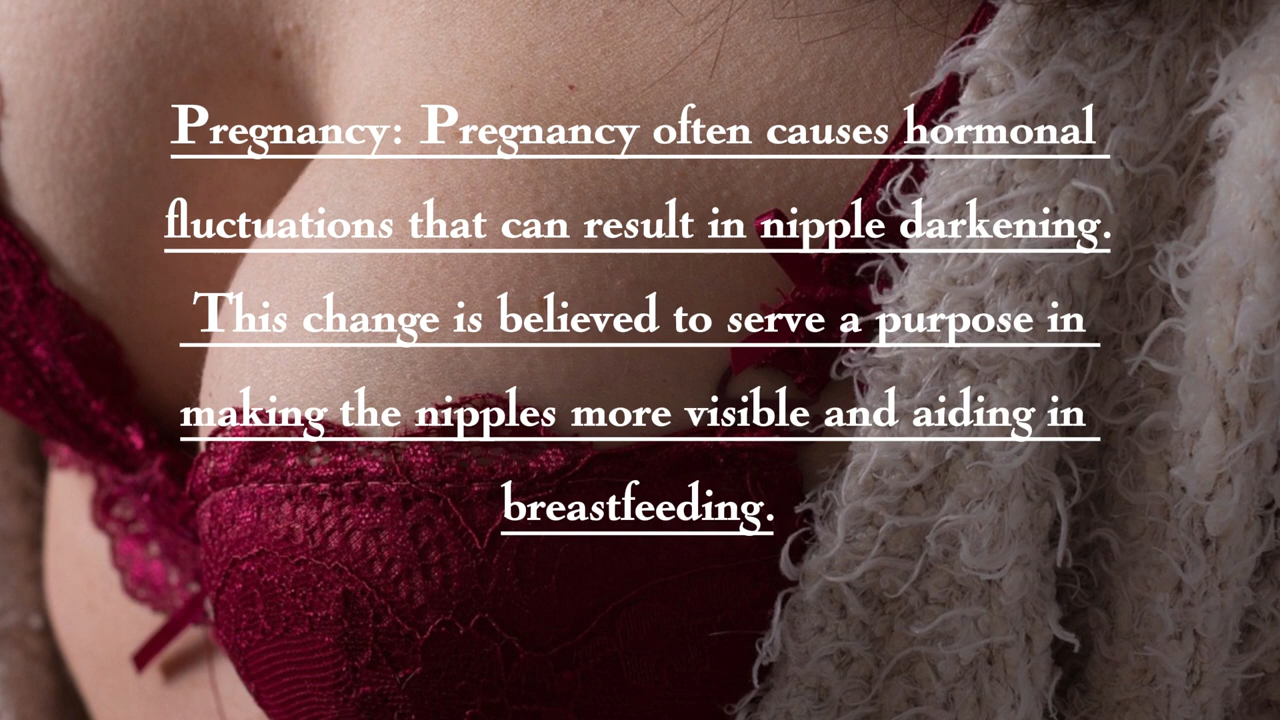 Pregnancy: Pregnancy often causes hormonal
fluctuations that can result in nipple darkening.
This change is believed to serve a purpose in
making the nipples more visible and aiding in
breastfeeding.